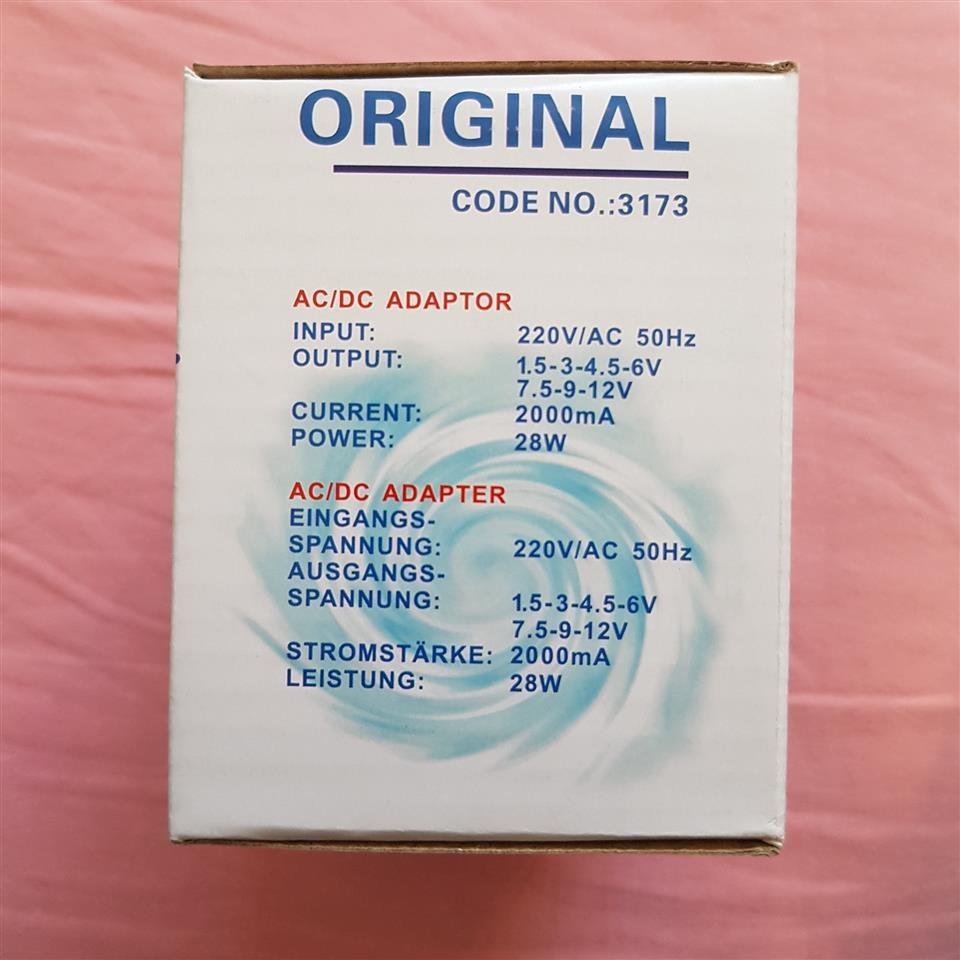 ORIGINAL
CODE NO.:3173
AC/DC ADAPTOR
INPUT: 220V/AC 50Hz
OUTPUT: 1.5-3-4.5-6V
7.5-9-12V
CURRENT: 2000mA
POWER: 28W
AC/DC ADAPTER
EINGANGS-
SPANNUNG: 220V/AC 50Hz
AUSGANGS-
SPANNUNG: 1.5-3-4.5-6V
7.5-9-12V
STROMSTÄRKE: 2000mA
LEISTUNG: 28W